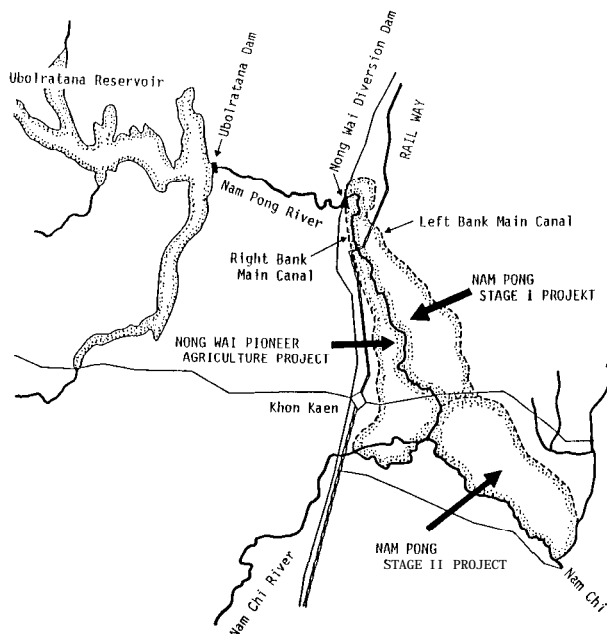 Ubolratana Reservoir
Ubolratana Dam
Nong Wai Diversion Dam
RAIL WAY
Nam Pong River
Left Bank Main Canal
Right Bank
Main Canal
NAM PONG
STAGE I PROJEKT
NONG WAI PIONEER
AGRICULTURE PROJECT
Khon Kaen
NAM PONG
STAGE II PROJECT
Nam Chi River
Nam Chi